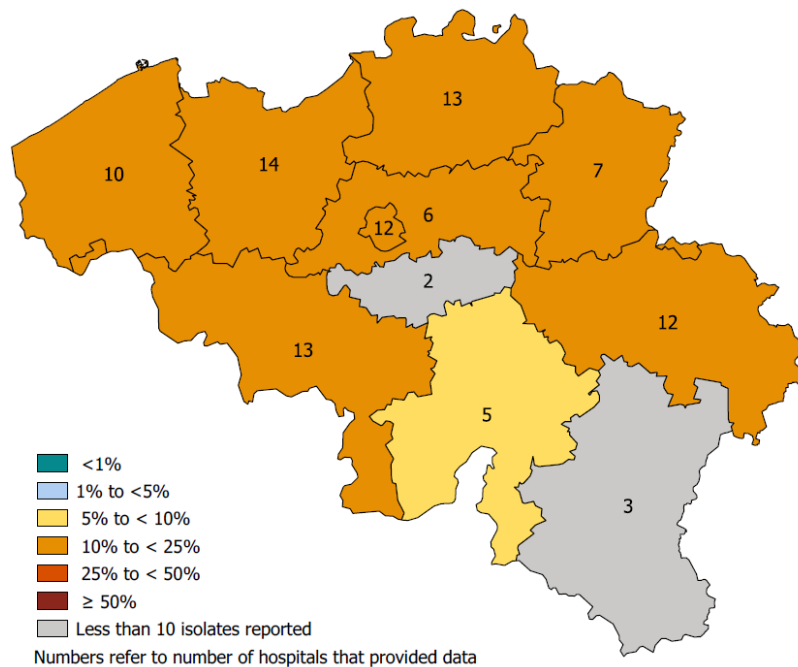 13
10
14
7
12
6
2
12
13
5
3
<1%
1% to <5%
5% to < 10%
10% to < 25%
25% to < 50%
≥ 50%
Less than 10 isolates reported
Numbers refer to number of hospitals that provided data